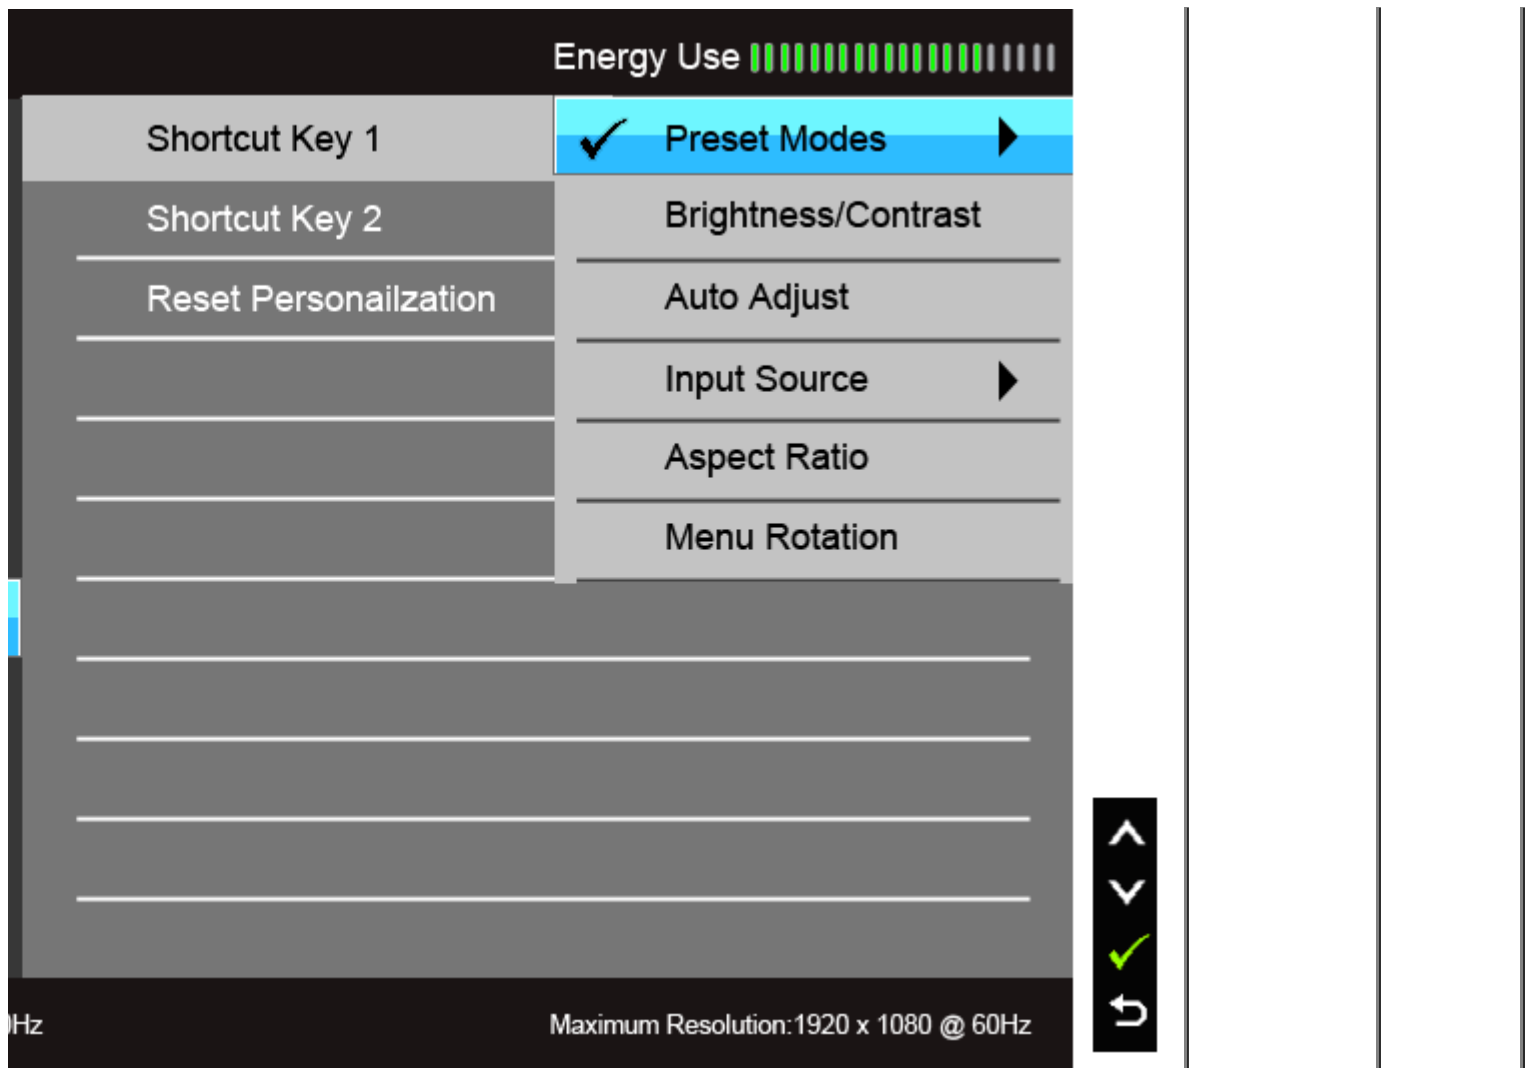 Energy Use
Shortcut Key 1
Preset Modes
Shortcut Key 2
Brightness/Contrast
Reset Personailzation
Auto Adjust
Input Source
Aspect Ratio
Menu Rotation
Hz
Maximum Resolution:1920 x 1080 @ 60Hz